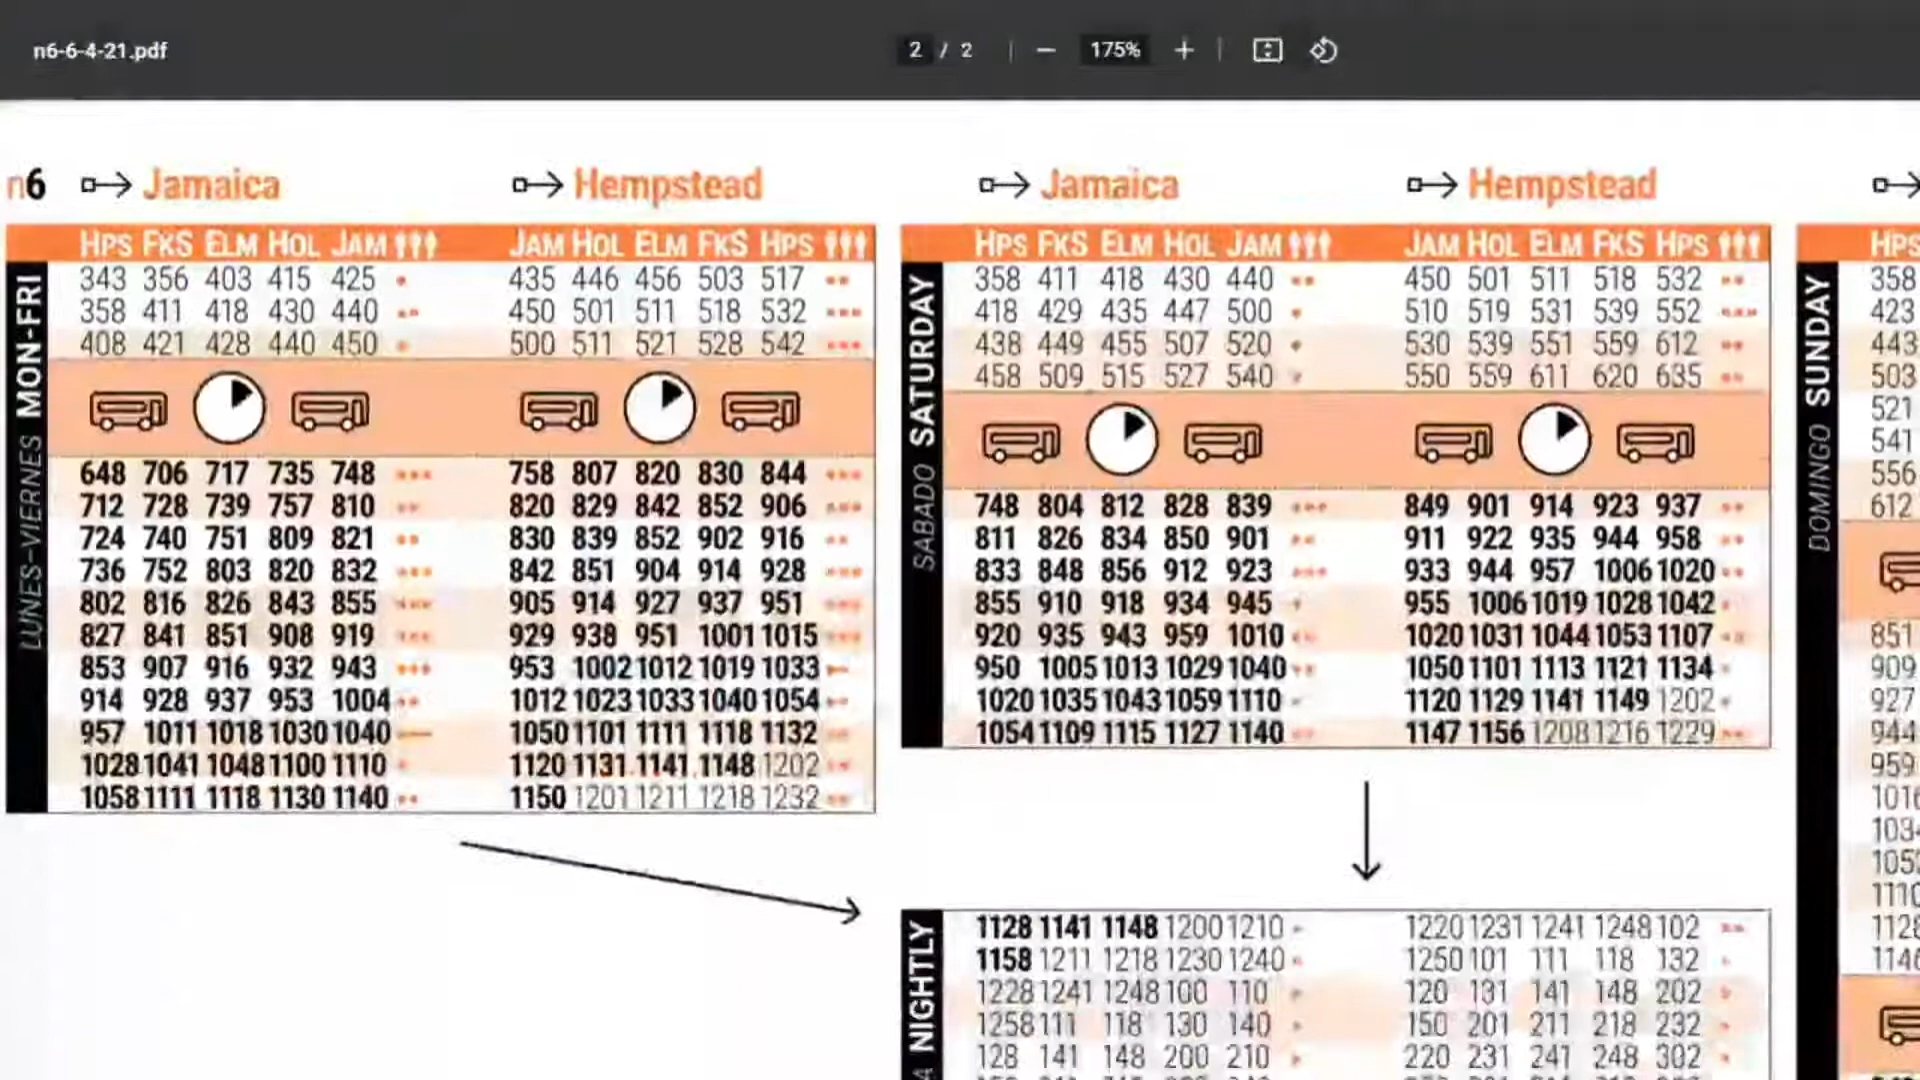 n6-6-4-21.pdf
2 / 2
175%
n6 Jamaica Hempstead
HPS FKS ELM HOL JAM JAM HOL ELM FKS HPS
MON-FRI
LUNES-VIERNES
343 356 403 415 425 435 446 456 503 517
358 411 418 430 440 450 501 511 518 532
408 421 428 440 450 500 511 521 528 542
648 706 717 735 748 758 807 820 830 844
712 728 739 757 810 820 829 842 852 906
724 740 751 809 821 830 839 852 902 916
736 752 803 820 832 842 851 904 914 928
802 816 826 843 855 905 914 927 937 951
827 841 851 908 919 929 938 951 1001 1015
853 907 916 932 943 953 1002 1012 1019 1033
914 928 937 953 1004 1012 1023 1033 1040 1054
957 1011 1018 1030 1040 1050 1101 1111 1118 1132
1028 1041 1048 1100 1110 1120 1131 1141 1148 1202
1058 1111 1118 1130 1140 1150 1201 1211 1218 1232
Jamaica Hempstead
HPS FKS ELM HOL JAM JAM HOL ELM FKS HPS
SATURDAY
SABADO
358 411 418 430 440 450 501 511 518 532
418 429 435 447 500 510 519 531 539 552
438 449 455 507 520 530 539 551 559 612
458 509 515 527 540 550 559 611 620 635
748 804 812 828 839 849 901 914 923 937
811 826 834 850 901 911 922 935 944 958
833 848 856 912 923 933 944 957 1006 1020
855 910 918 934 945 955 1006 1019 1028 1042
920 935 943 959 1010 1020 1031 1044 1053 1107
950 1005 1013 1029 1040 1050 1101 1113 1121 1134
1020 1035 1043 1059 1110 1120 1129 1141 1149 1202
1054 1109 1115 1127 1140 1147 1156 1208 1216 1229
NIGHTLY
1128 1141 1148 1200 1210 1220 1231 1241 1248 102
1158 1211 1218 1230 1240 1250 101 111 118 132
1228 1241 1248 100 110 120 131 141 148 202
1258 111 118 130 140 150 201 211 218 232
128 141 148 200 210 220 231 241 248 302
HPS
SUNDAY
DOMINGO
358
423
443
503
521
541
556
612
851
909
927
944
959